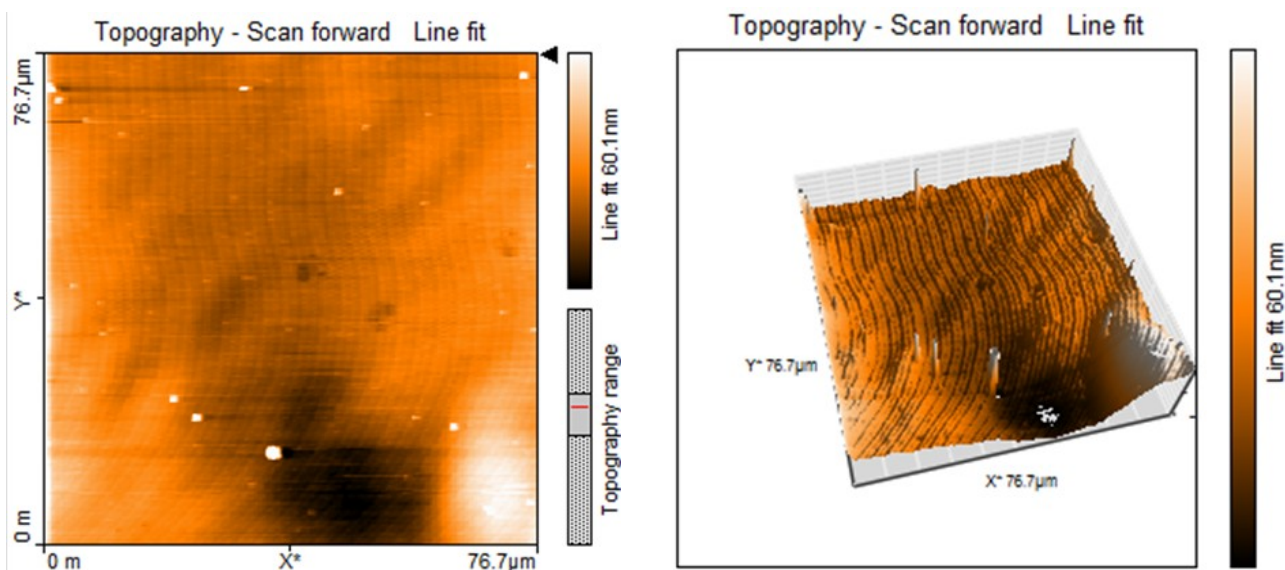 Topography - Scan forward Line fit
76.7µm
Y*
0 m
0 m
X*
76.7µm
Line fit 60.1nm
Topography range
Topography - Scan forward Line fit
Y* 76.7µm
X* 76.7µm
Line fit 60.1nm